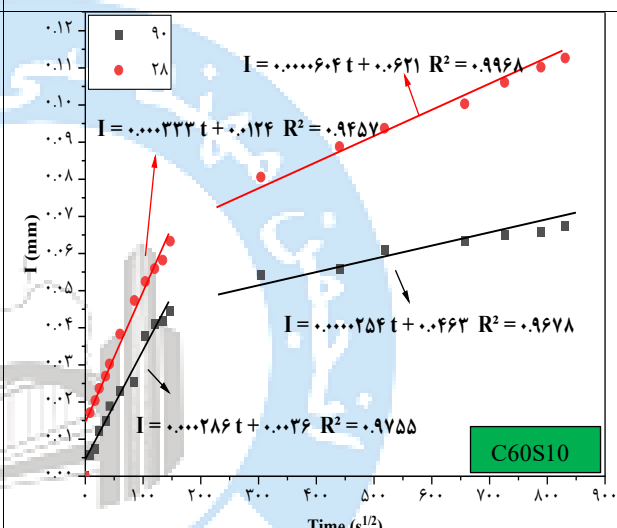 ۰.۱۲
۹۰
۲۸
۰.۱۱
I = ۰.۰۰۰۰۶۰۴ t + ۰.۰۶۲۱ R² = ۰.۹۹۶۸
۰.۱۰
I = ۰.۰۰۰۳۳۳ t + ۰.۰۱۲۴ R² = ۰.۹۴۵۷
۰.۰۹
۰.۰۸
۰.۰۷
I (mm)
۰.۰۶
۰.۰۵
۰.۰۴
I = ۰.۰۰۰۰۲۵۴ t + ۰.۰۴۶۳ R² = ۰.۹۶۷۸
۰.۰۳
۰.۰۲
I = ۰.۰۰۰۲۸۶ t + ۰.۰۰۳۶ R² = ۰.۹۷۵۵
۰.۰۱
C60S10
۰.۰۰
۰ ۱۰۰ ۲۰۰ ۳۰۰ ۴۰۰ ۵۰۰ ۶۰۰ ۷۰۰ ۸۰۰ ۹۰۰
Time (s^1/2)